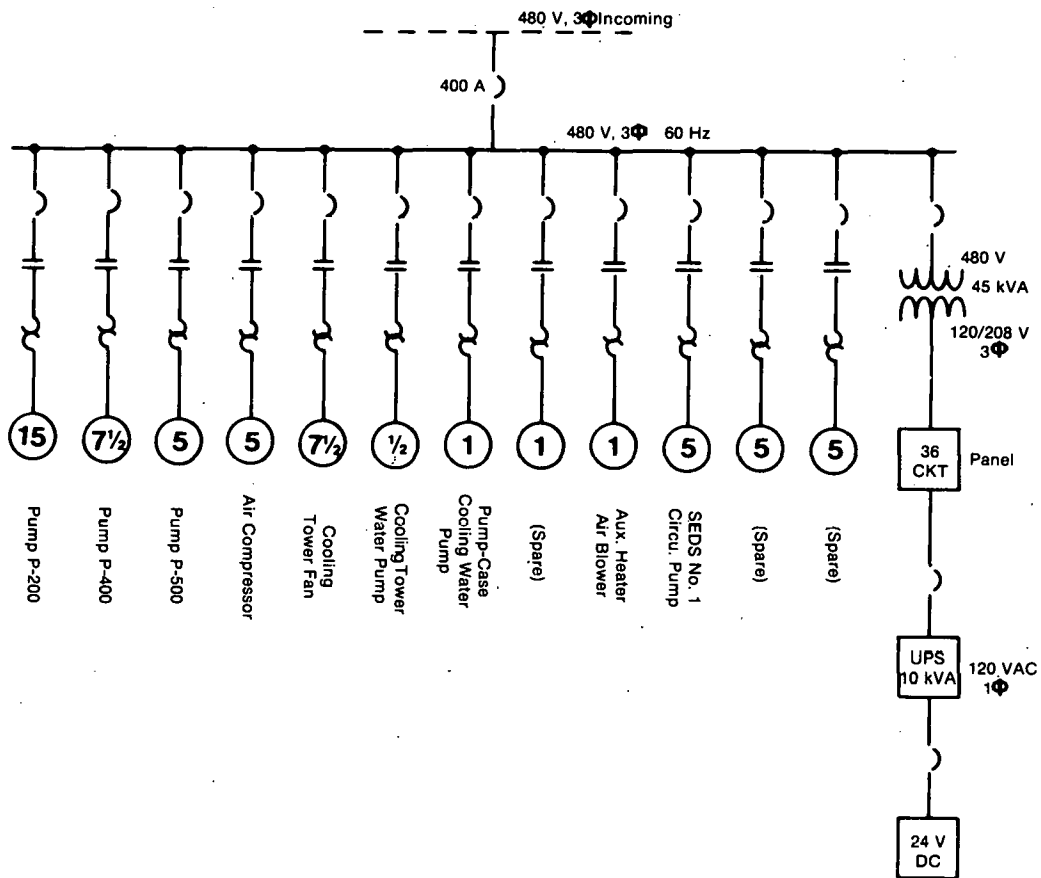 480 V, 3Φ Incoming
400 A
480 V, 3Φ 60 Hz
480 V
45 kVA
120/208 V
3Φ
15
7½
5
5
7½
½
1
1
1
5
5
5
36
CKT
Panel
Pump P-200
Pump P-400
Pump P-500
Air Compressor
Cooling
Tower Fan
Cooling Tower
Water Pump
Pump-Case
Cooling Water
Pump
(Spare)
Aux. Heater
Air Blower
SEDS No. 1
Circu. Pump
(Spare)
(Spare)
UPS
10 kVA
120 VAC
1Φ
24 V
DC